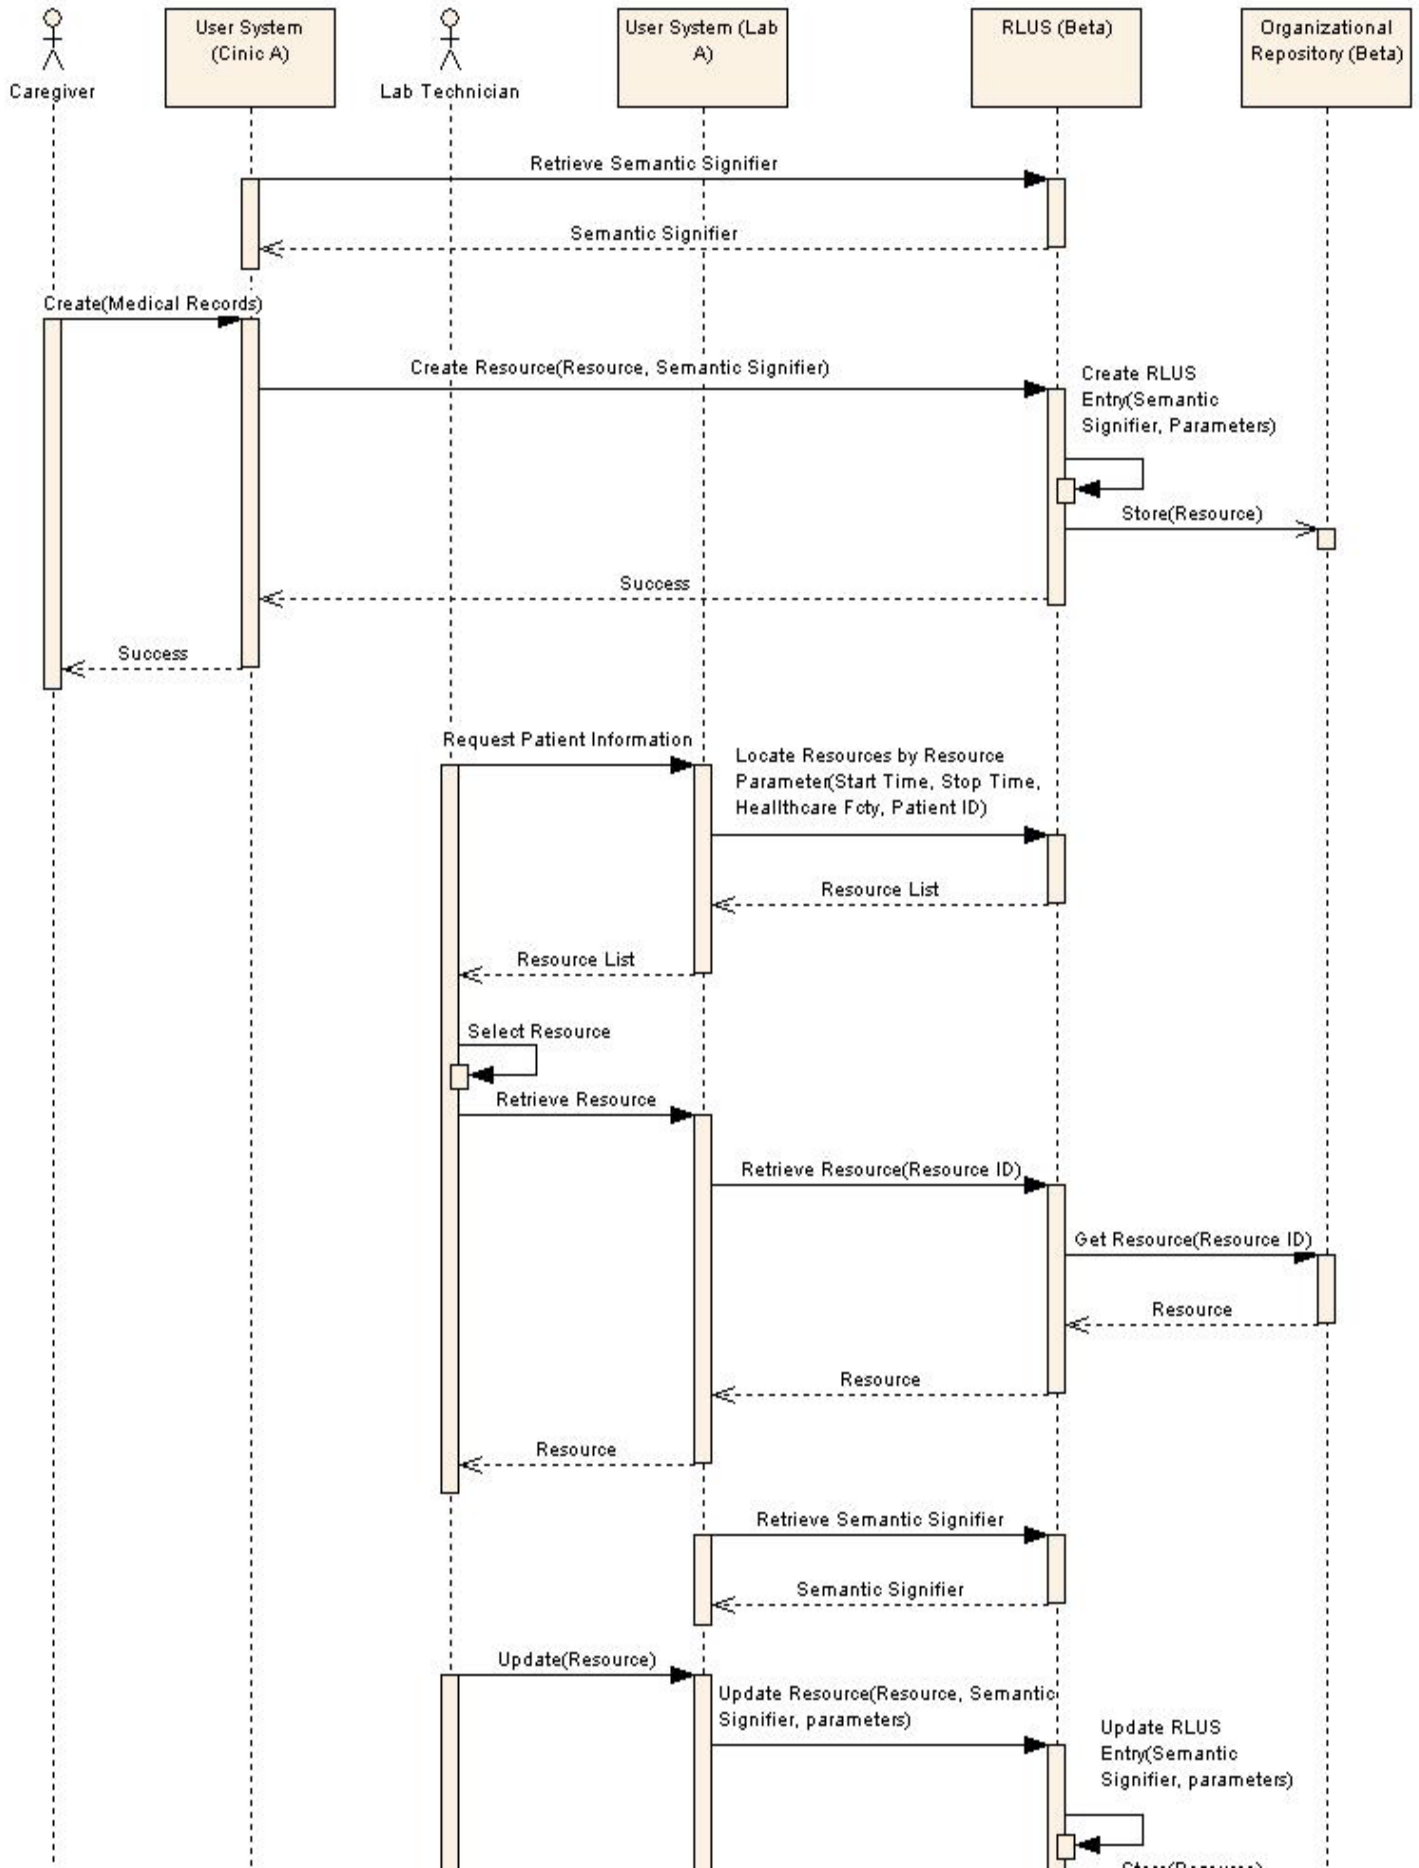 User System
(Cinic A)
User System (Lab
A)
RLUS (Beta)
Organizational
Repository (Beta)
Caregiver
Lab Technician
Retrieve Semantic Signifier
Semantic Signifier
Create(Medical Records)
Create Resource(Resource, Semantic Signifier)
Create RLUS
Entry(Semantic
Signifier, Parameters)
Store(Resource)
Success
Success
Request Patient Information
Locate Resources by Resource
Parameter(Start Time, Stop Time,
Heallthcare Fcty, Patient ID)
Resource List
Resource List
Select Resource
Retrieve Resource
Retrieve Resource(Resource ID)
Get Resource(Resource ID)
Resource
Resource
Resource
Retrieve Semantic Signifier
Semantic Signifier
Update(Resource)
Update Resource(Resource, Semantic
Signifier, parameters)
Update RLUS
Entry(Semantic
Signifier, parameters)
Store(Resource)